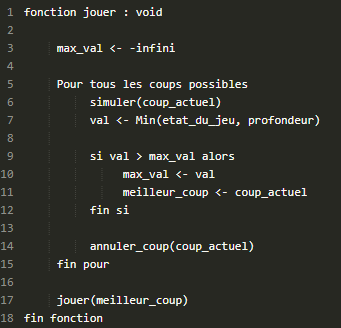 1 fonction jouer : void
2
3 max_val <- -infini
4
5 Pour tous les coups possibles
6 simuler(coup_actuel)
7 val <- Min(etat_du_jeu, profondeur)
8
9 si val > max_val alors
10 max_val <- val
11 meilleur_coup <- coup_actuel
12 fin si
13
14 annuler_coup(coup_actuel)
15 fin pour
16
17 jouer(meilleur_coup)
18 fin fonction